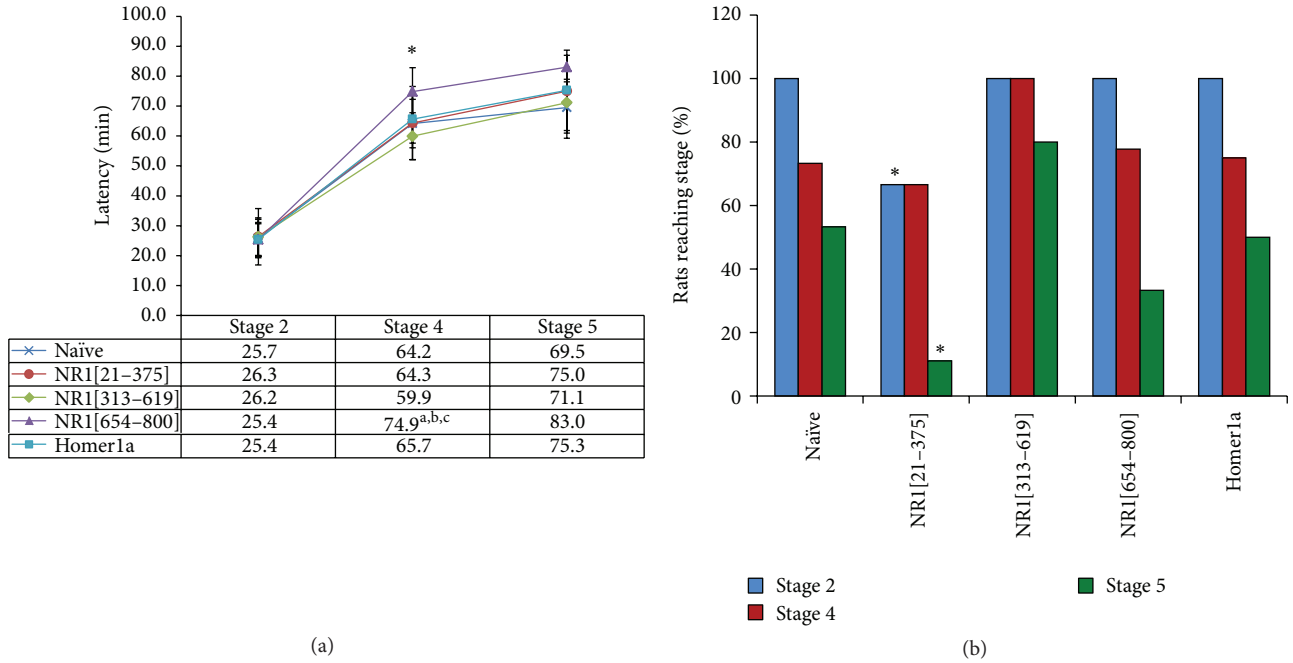 100.0
90.0
80.0
70.0
60.0
50.0
40.0
30.0
20.0
10.0
0.0
Latency (min)
*
Stage 2 Stage 4 Stage 5
Naïve 25.7 64.2 69.5
NR1[21–375] 26.3 64.3 75.0
NR1[313–619] 26.2 59.9 71.1
NR1[654–800] 25.4 74.9a,b,c 83.0
Homer1a 25.4 65.7 75.3
(a)
100
80
60
40
20
0
Rats reaching stage (%)
*
*
Naïve
NR1[21–375]
NR1[313–619]
NR1[654–800]
Homer1a
Stage 2
Stage 4
Stage 5
(b)